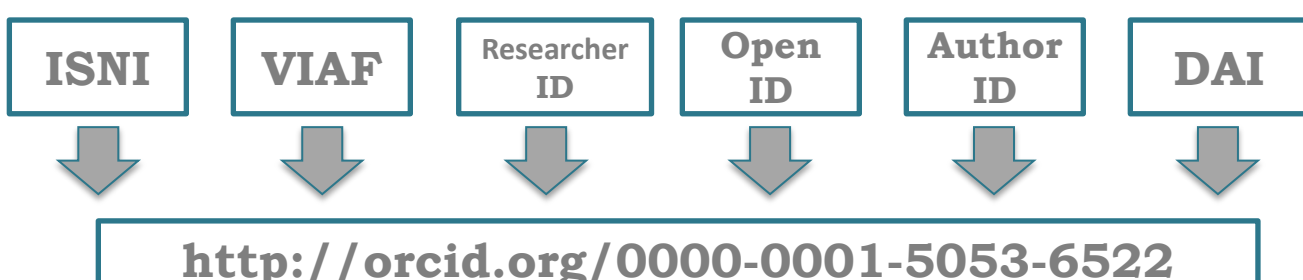 ISNI
VIAF
Researcher
ID
Open
ID
Author
ID
DAI
http://orcid.org/0000-0001-5053-6522